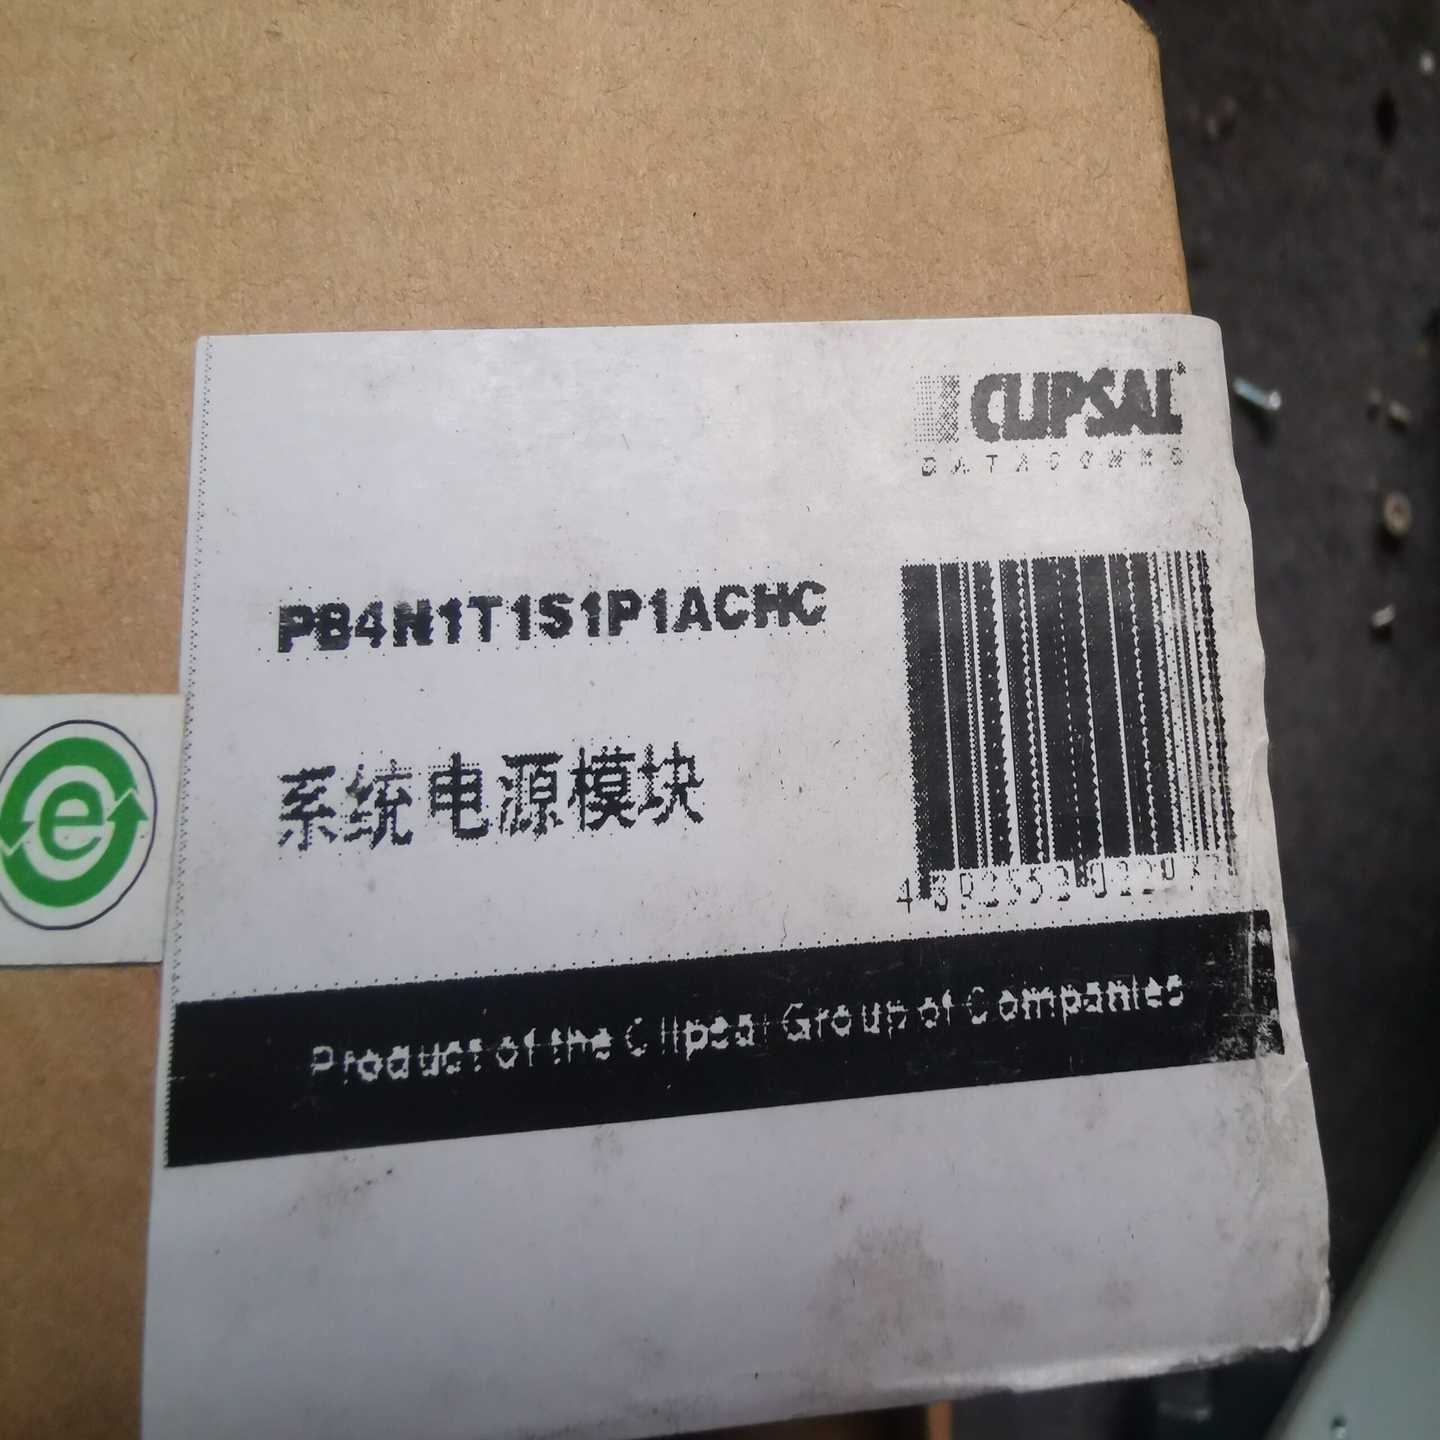 CLIPSAL®
DATACOMMS
PB4N1T1S1P1ACHC
系统电源模块
Product of the Clipsal Group of Companies
e